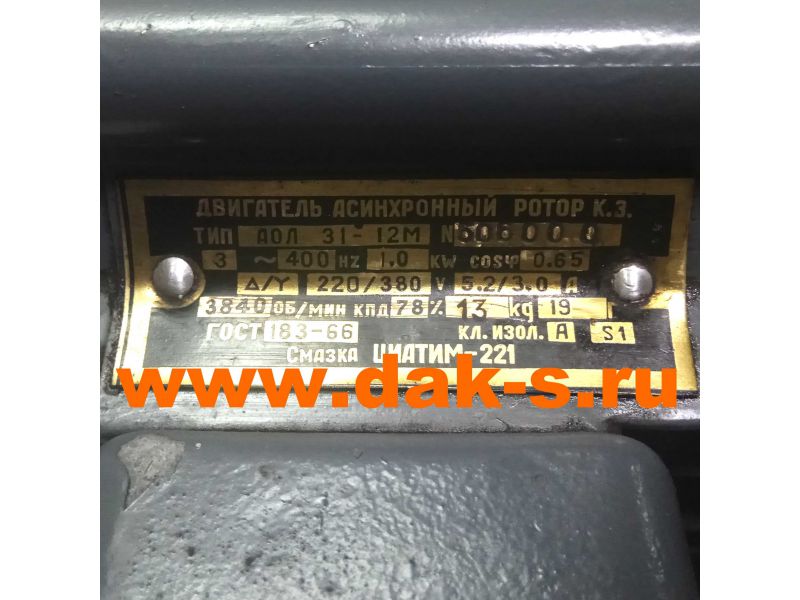 ДВИГАТЕЛЬ АСИНХРОННЫЙ РОТОР К.З.
ТИП АОЛ 31-12М N
3 ~ 400 HZ 1.0 KW cosφ 0.65
Δ/Y 220/380 V 5.2/3.0 A
3840 ОБ/МИН КПД 78% 13 kg 19
ГОСТ 183-66 КЛ. ИЗОЛ. А S1
Смазка ЦИАТИМ-221
www.dak-s.ru